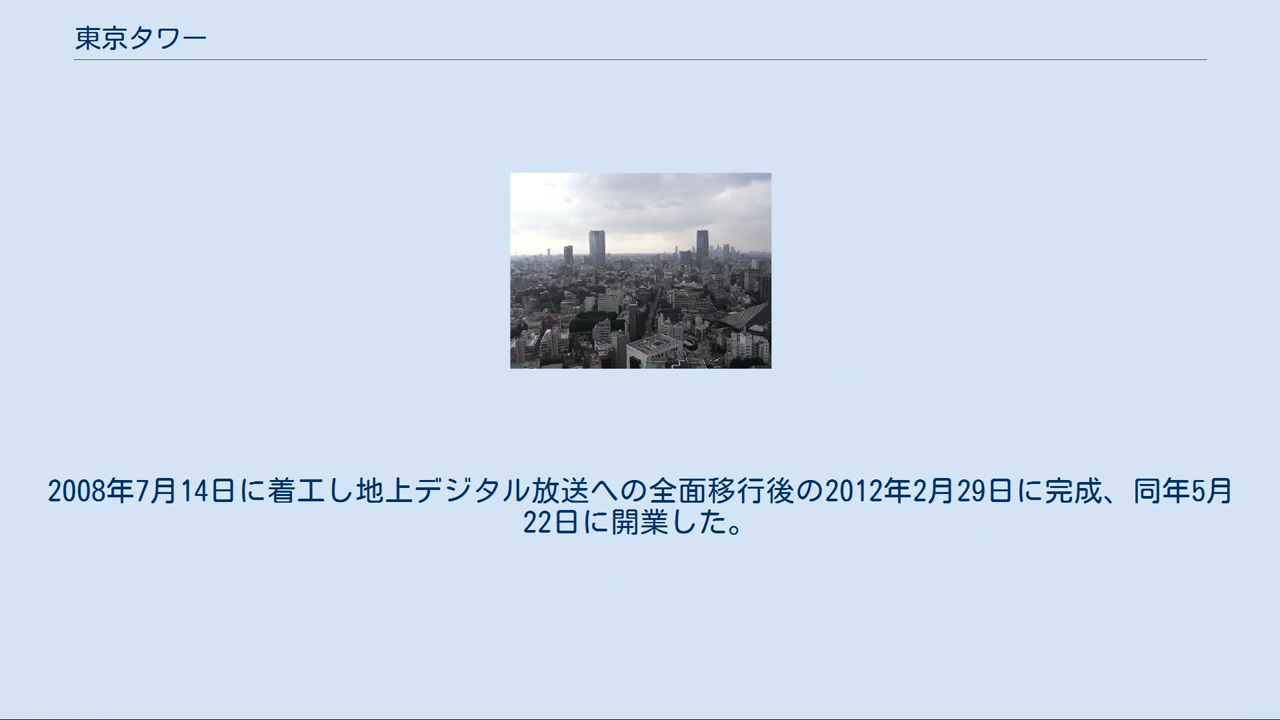 東京タワー
2008年7月14日に着工し地上デジタル放送への全面移行後の2012年2月29日に完成、同年5月
22日に開業した。